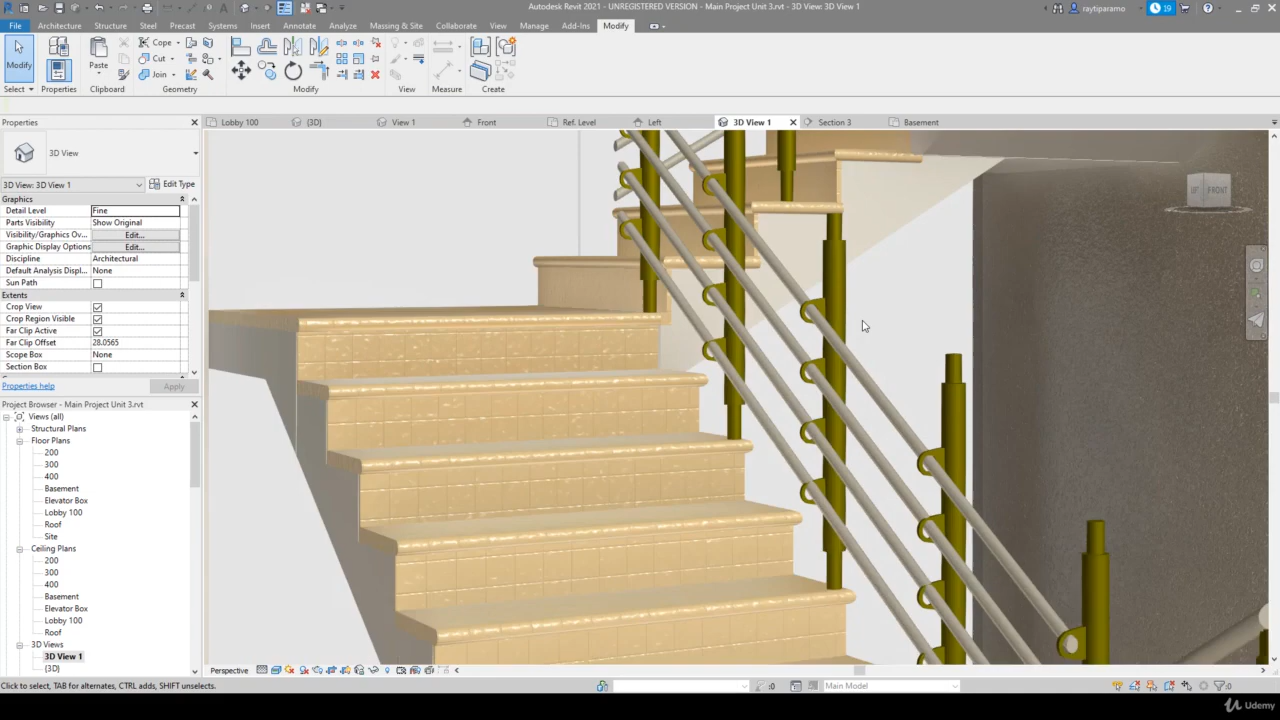 Autodesk Revit 2021 - UNREGISTERED VERSION - Main Project Unit 3.rvt - 3D View: 3D View 1
raytiparamo
19
File Architecture Structure Steel Precast Systems Insert Annotate Analyze Massing & Site Collaborate View Manage Add-Ins Modify
Modify
Properties
Paste
Cope
Cut
Join
Select Properties Clipboard Geometry Modify View Measure Create
Properties
Lobby 100 {3D} View 1 Front Ref. Level Left 3D View 1 Section 3 Basement
3D View
3D View: 3D View 1 Edit Type
Graphics
Detail Level Fine
Parts Visibility Show Original
Visibility/Graphics Ov... Edit...
Graphic Display Options Edit...
Discipline Architectural
Default Analysis Displ... None
Sun Path
Extents
Crop View
Crop Region Visible
Far Clip Active
Far Clip Offset 28.0565
Scope Box None
Section Box
Properties help Apply
Project Browser - Main Project Unit 3.rvt
Views (all)
Structural Plans
Floor Plans
200
300
400
Basement
Elevator Box
Lobby 100
Roof
Site
Ceiling Plans
200
300
400
Basement
Elevator Box
Lobby 100
Roof
3D Views
3D View 1
{3D}
LEFT FRONT
Perspective
Click to select, TAB for alternates, CTRL adds, SHIFT unselects.
:0
Main Model
:0
Udemy